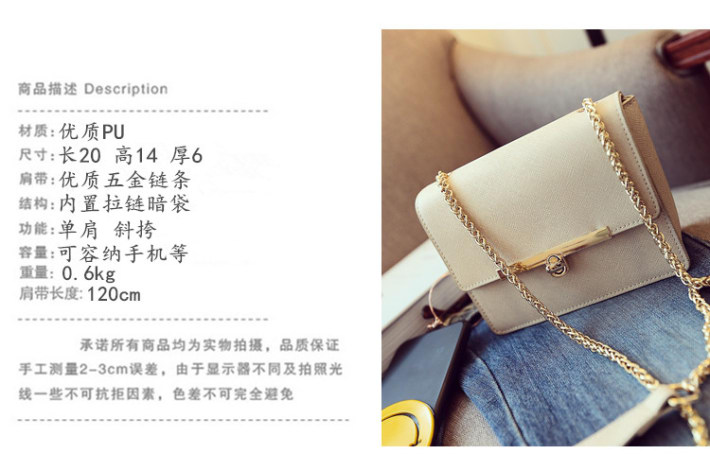 商品描述 Description
材质:优质PU
尺寸:长20 高14 厚6
肩带:优质五金链条
结构:内置拉链暗袋
功能:单肩 斜挎
容量:可容纳手机等
重量: 0.6kg
肩带长度:120cm
承诺所有商品均为实物拍摄，品质保证
手工测量2-3cm误差，由于显示器不同及拍照光
线一些不可抗拒因素，色差不可完全避免